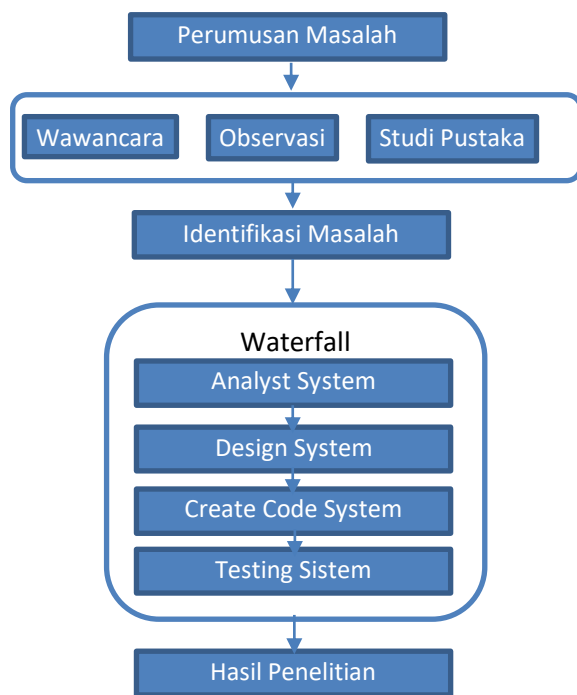 Perumusan Masalah
Wawancara Observasi Studi Pustaka
Identifikasi Masalah
Waterfall
Analyst System
Design System
Create Code System
Testing Sistem
Hasil Penelitian